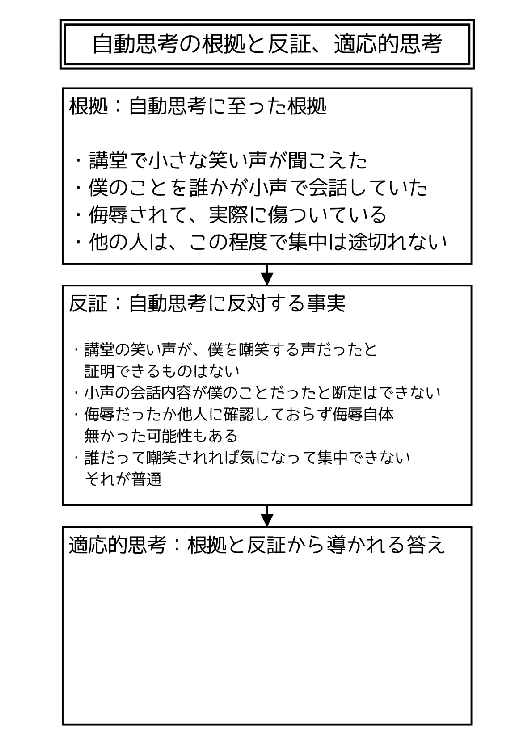 自動思考の根拠と反証、適応的思考
根拠：自動思考に至った根拠
・講堂で小さな笑い声が聞こえた
・僕のことを誰かが小声で会話していた
・侮辱されて、実際に傷ついている
・他の人は、この程度で集中は途切れない
反証：自動思考に反対する事実
・講堂の笑い声が、僕を嘲笑する声だったと
証明できるものはない
・小声の会話内容が僕のことだったと断定はできない
・侮辱だったか他人に確認しておらず侮辱自体
無かった可能性もある
・誰だって嘲笑されれば気になって集中できない
それが普通
適応的思考：根拠と反証から導かれる答え